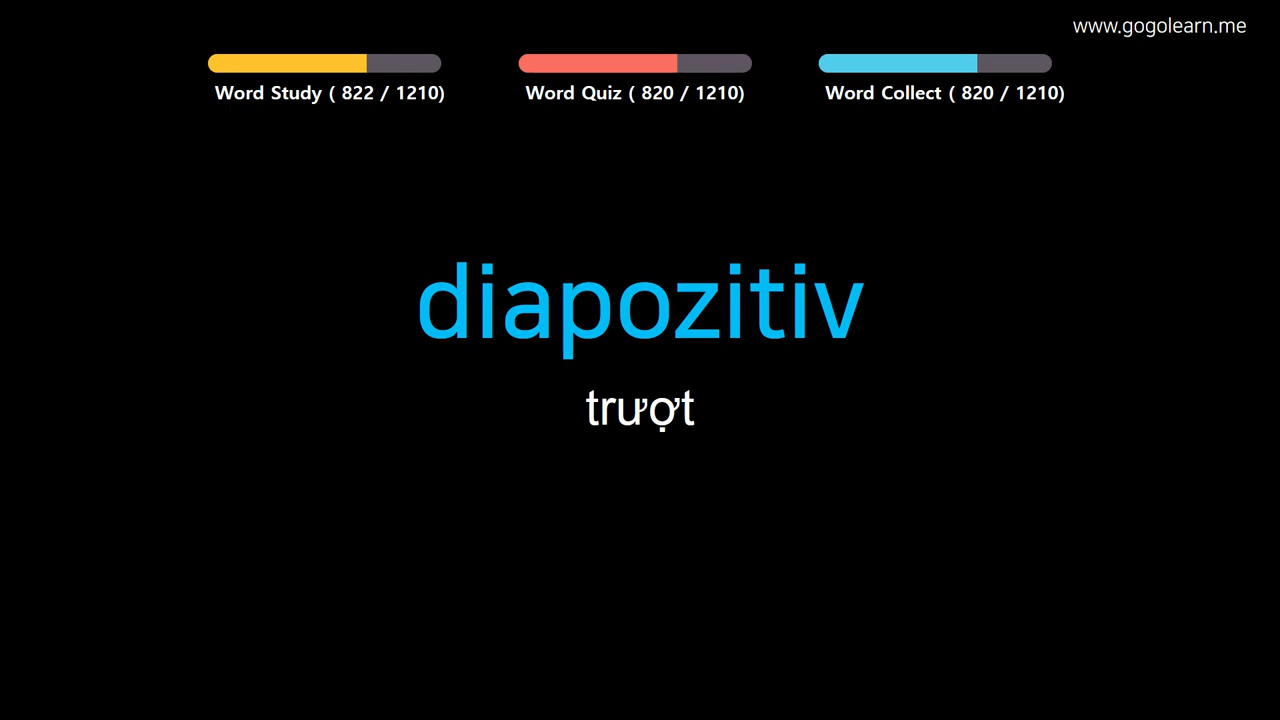 www.gogolearn.me
Word Study ( 822 / 1210)
Word Quiz ( 820 / 1210)
Word Collect ( 820 / 1210)
diapozitiv
trượt